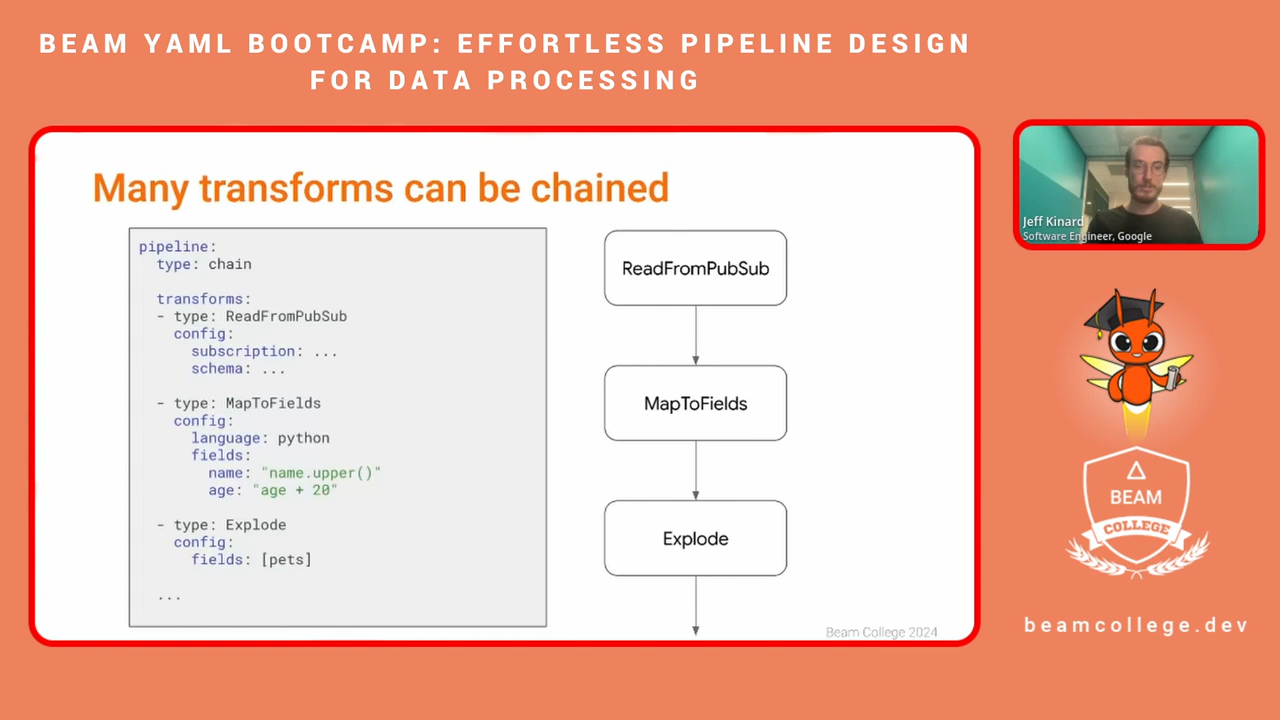 BEAM YAML BOOTCAMP: EFFORTLESS PIPELINE DESIGN
FOR DATA PROCESSING
Many transforms can be chained
pipeline:
  type: chain
  transforms:
  - type: ReadFromPubSub
    config:
      subscription: ...
      schema: ...
  - type: MapToFields
    config:
      language: python
      fields:
        name: "name.upper()"
        age: "age + 20"
  - type: Explode
    config:
      fields: [pets]
  ...
ReadFromPubSub
MapToFields
Explode
Beam College 2024
Jeff Kinard
Software Engineer, Google
BEAM
COLLEGE
beamcollege.dev